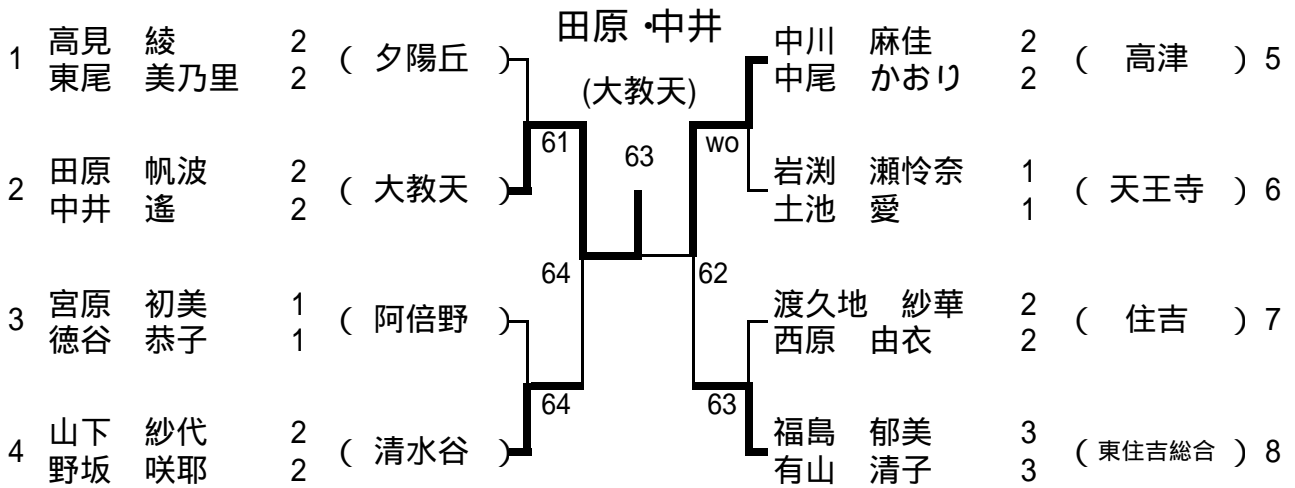 田原・中井
(大教天)
1 高見 綾 2 ( 夕陽丘 )
東尾 美乃里 2
2 田原 帆波 2 ( 大教天 )
中井 遙 2
3 宮原 初美 1 ( 阿倍野 )
徳谷 恭子 1
4 山下 紗代 2 ( 清水谷 )
野坂 咲耶 2
61
64
64
63
wo
62
63
中川 麻佳 2 ( 高津 ) 5
中尾 かおり 2
岩渕 瀬怜奈 1 ( 天王寺 ) 6
土池 愛 1
渡久地 紗華 2 ( 住吉 ) 7
西原 由衣 2
福島 郁美 3 ( 東住吉総合 ) 8
有山 清子 3